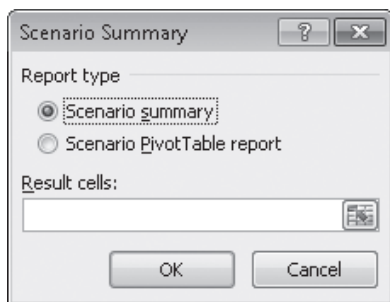 Scenario Summary
Report type
Scenario summary
Scenario PivotTable report
Result cells:
OK
Cancel